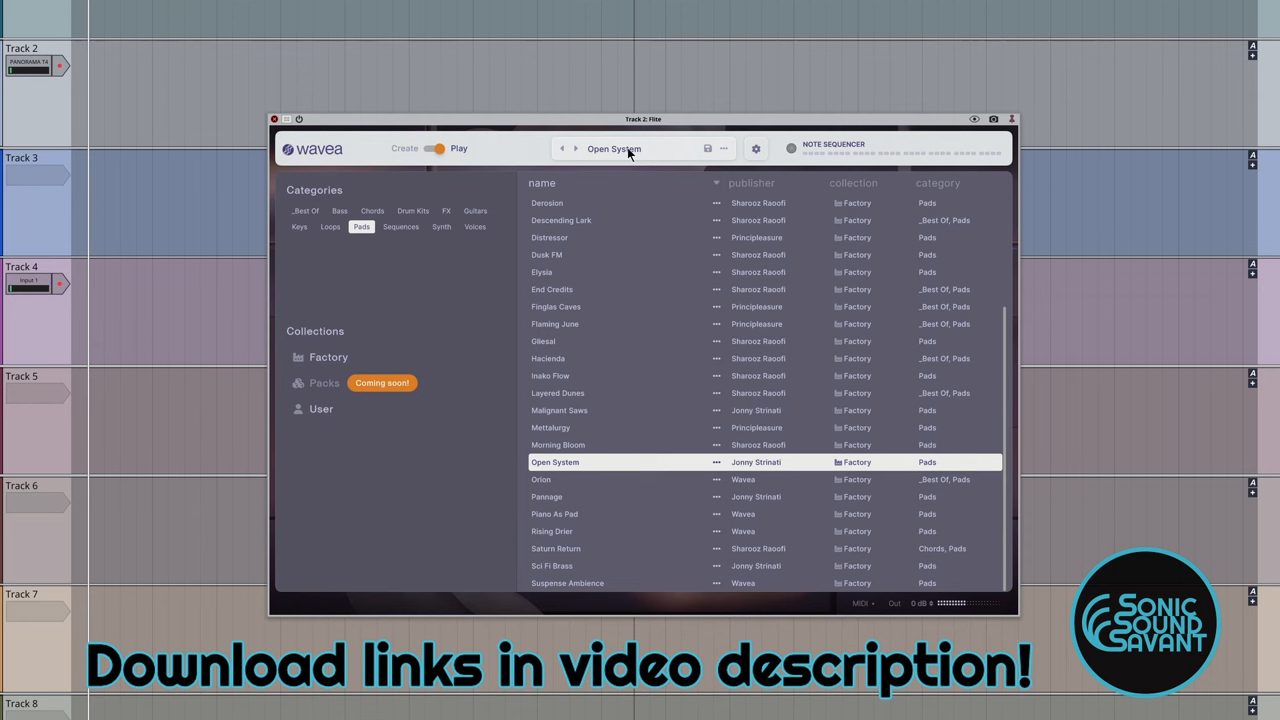 Track 2
PANORAMA T4
Track 3
Track 4
Input 1
Track 5
Track 6
Track 7
Track 8
A
A
A
A
A
A
A
Track 2: Flite
wavea
Create Play
Open System
NOTE SEQUENCER
Categories
_Best Of Bass Chords Drum Kits FX Guitars
Keys Loops Pads Sequences Synth Voices
Collections
Factory
Packs Coming soon!
User
name publisher collection category
Derosion ••• Sharooz Raoofi Factory Pads
Descending Lark ••• Sharooz Raoofi Factory _Best Of, Pads
Distressor ••• Principleasure Factory Pads
Dusk FM ••• Sharooz Raoofi Factory Pads
Elysia ••• Sharooz Raoofi Factory Pads
End Credits ••• Sharooz Raoofi Factory _Best Of, Pads
Finglas Caves ••• Principleasure Factory _Best Of, Pads
Flaming June ••• Principleasure Factory _Best Of, Pads
Gliesal ••• Sharooz Raoofi Factory Pads
Hacienda ••• Sharooz Raoofi Factory _Best Of, Pads
Inako Flow ••• Sharooz Raoofi Factory Pads
Layered Dunes ••• Sharooz Raoofi Factory _Best Of, Pads
Malignant Saws ••• Jonny Strinati Factory Pads
Mettalurgy ••• Principleasure Factory Pads
Morning Bloom ••• Sharooz Raoofi Factory Pads
Open System ••• Jonny Strinati Factory Pads
Orion ••• Wavea Factory _Best Of, Pads
Pannage ••• Jonny Strinati Factory Pads
Piano As Pad ••• Wavea Factory Pads
Rising Drier ••• Wavea Factory Pads
Saturn Return ••• Sharooz Raoofi Factory Chords, Pads
Sci Fi Brass ••• Jonny Strinati Factory Pads
Suspense Ambience ••• Wavea Factory Pads
MIDI Out 0 dB
Download links in video description!
SONIC
SOUND
SAVANT